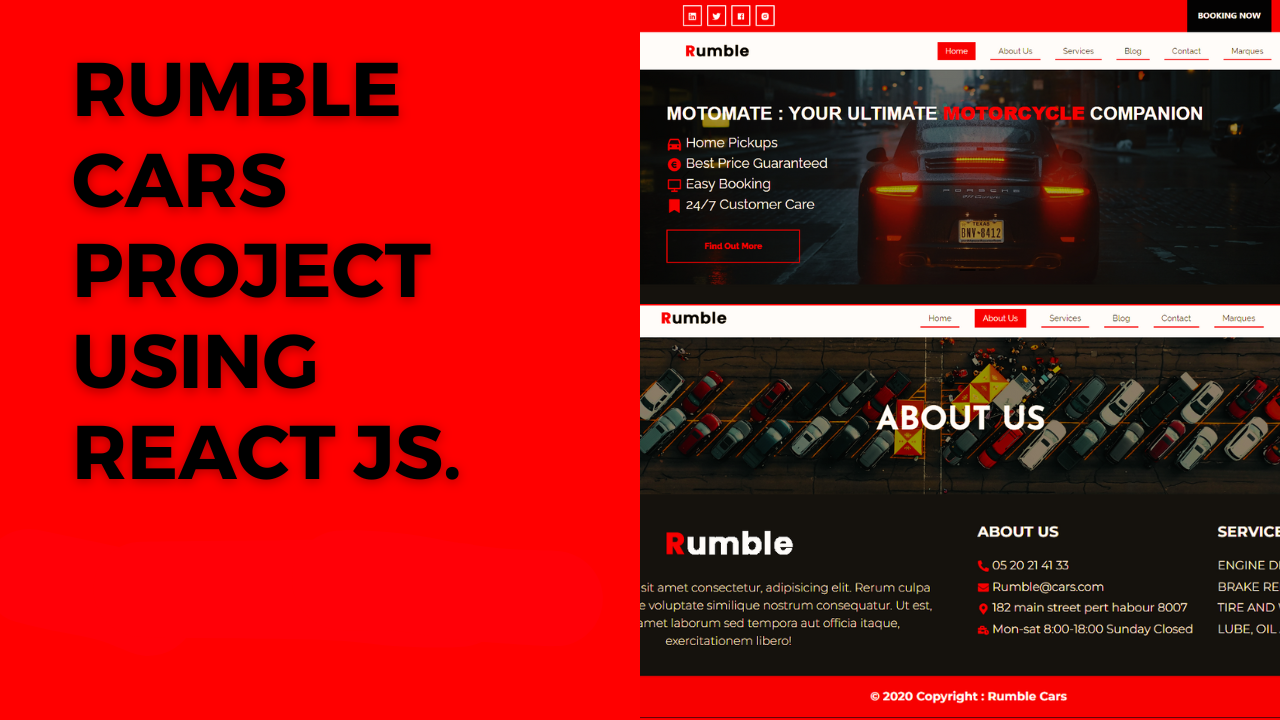 RUMBLE
CARS
PROJECT
USING
REACT JS.
BOOKING NOW
Rumble
Home About Us Services Blog Contact Marques
MOTOMATE : YOUR ULTIMATE MOTORCYCLE COMPANION
Home Pickups
Best Price Guaranteed
Easy Booking
24/7 Customer Care
Find Out More
PORSCHE
TEXAS
BNV-8412
Rumble
Home About Us Services Blog Contact Marques
ABOUT US
Rumble
sit amet consectetur, adipisicing elit. Rerum culpa
e voluptate similique nostrum consequatur. Ut est,
amet laborum sed tempora aut officia itaque,
exercitationem libero!
ABOUT US
05 20 21 41 33
Rumble@cars.com
182 main street pert habour 8007
Mon-sat 8:00-18:00 Sunday Closed
SERVICE
ENGINE D
BRAKE RE
TIRE AND
LUBE, OIL
© 2020 Copyright : Rumble Cars